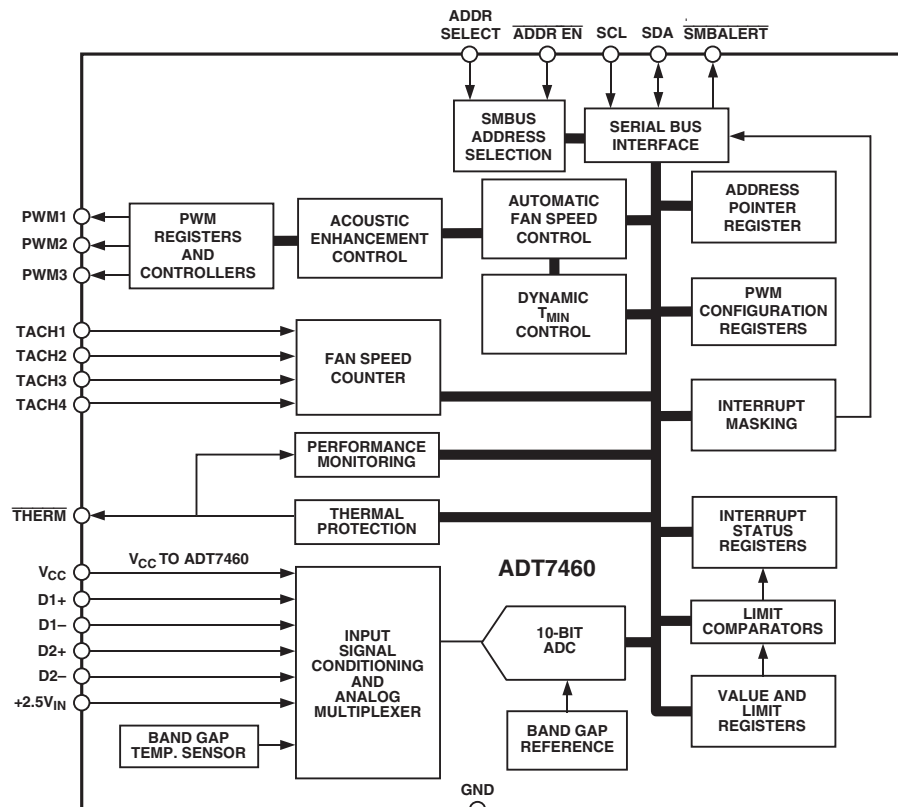 ADDR
SELECT
ADDR EN
SCL
SDA
SMBALERT
SMBUS
ADDRESS
SELECTION
SERIAL BUS
INTERFACE
PWM1
PWM2
PWM3
PWM
REGISTERS
AND
CONTROLLERS
ACOUSTIC
ENHANCEMENT
CONTROL
AUTOMATIC
FAN SPEED
CONTROL
ADDRESS
POINTER
REGISTER
DYNAMIC
TMIN
CONTROL
PWM
CONFIGURATION
REGISTERS
TACH1
TACH2
TACH3
TACH4
FAN SPEED
COUNTER
INTERRUPT
MASKING
PERFORMANCE
MONITORING
THERM
THERMAL
PROTECTION
INTERRUPT
STATUS
REGISTERS
VCC
VCC TO ADT7460
ADT7460
D1+
D1–
D2+
D2–
+2.5VIN
INPUT
SIGNAL
CONDITIONING
AND
ANALOG
MULTIPLEXER
10-BIT
ADC
LIMIT
COMPARATORS
VALUE AND
LIMIT
REGISTERS
BAND GAP
TEMP. SENSOR
BAND GAP
REFERENCE
GND